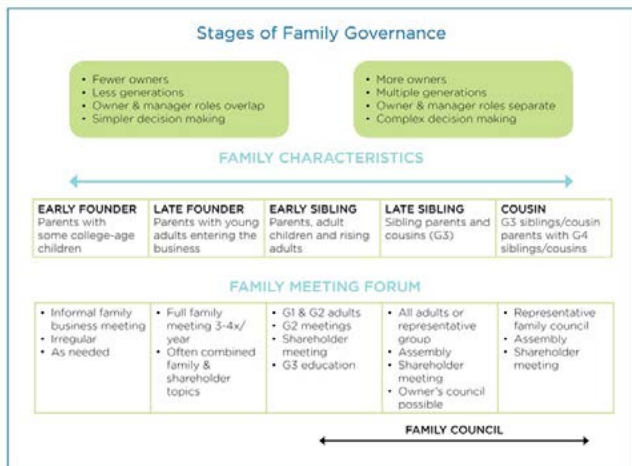 Stages of Family Governance
• Fewer owners
• Less generations
• Owner & manager roles overlap
• Simpler decision making
• More owners
• Multiple generations
• Owner & manager roles separate
• Complex decision making
FAMILY CHARACTERISTICS
EARLY FOUNDER
Parents with
some college-age
children
LATE FOUNDER
Parents with young
adults entering the
business
EARLY SIBLING
Parents, adult
children and rising
adults
LATE SIBLING
Sibling parents and
cousins (G3)
COUSIN
G3 siblings/cousin
parents with G4
siblings/cousins
FAMILY MEETING FORUM
• Informal family
business meeting
• Irregular
• As needed
• Full family
meeting 3-4x/
year
• Often combined
family &
shareholder
topics
• G1 & G2 adults
• G2 meetings
• Shareholder
meeting
• G3 education
• All adults or
representative
group
• Assembly
• Shareholder
meeting
• Owner's council
possible
• Representative
family council
• Assembly
• Shareholder
meeting
FAMILY COUNCIL